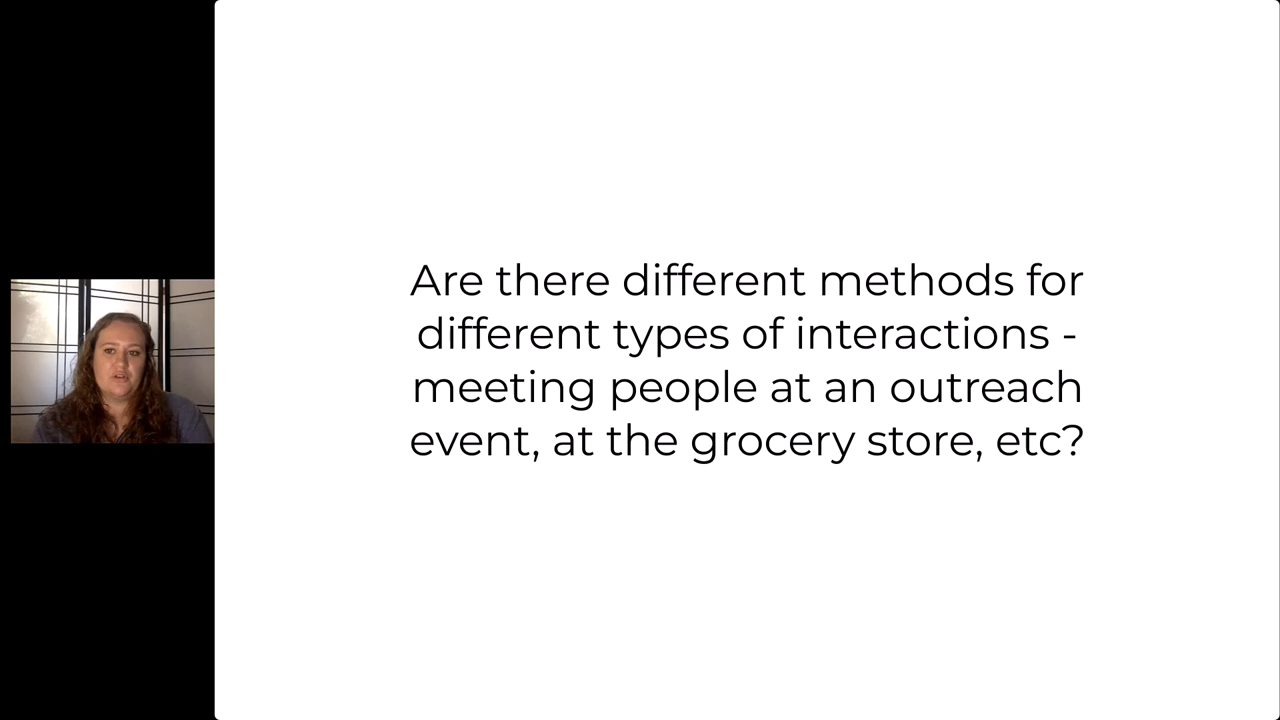 Are there different methods for
different types of interactions -
meeting people at an outreach
event, at the grocery store, etc?